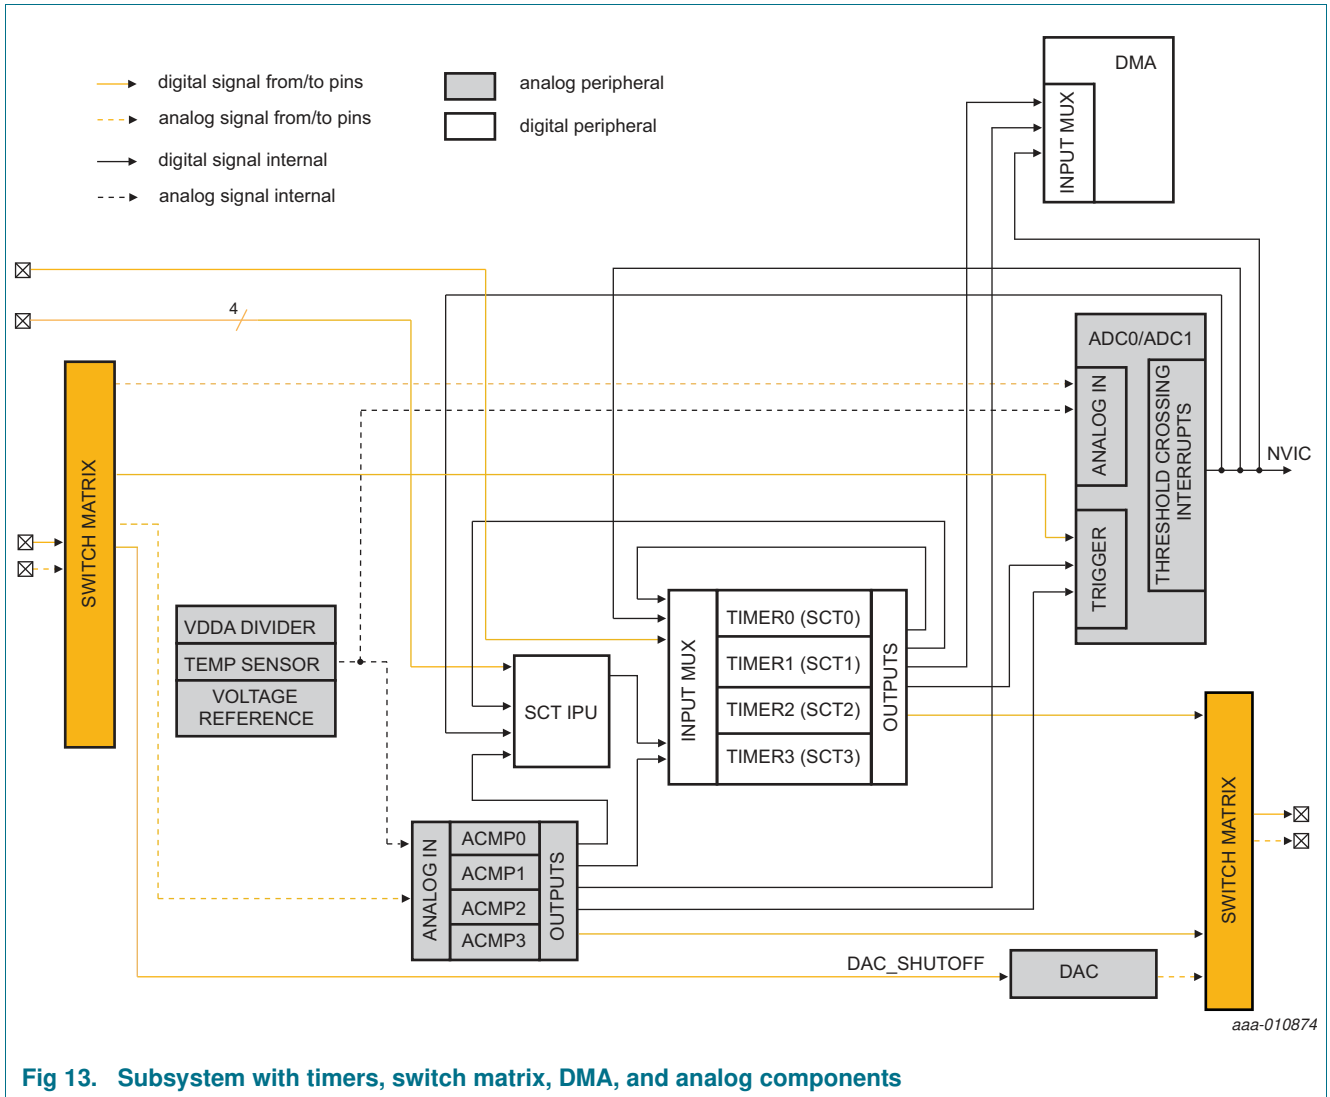 digital signal from/to pins
analog signal from/to pins
digital signal internal
analog signal internal
analog peripheral
digital peripheral
DMA
INPUT MUX
4
SWITCH MATRIX
ADC0/ADC1
ANALOG IN
TRIGGER
THRESHOLD CROSSING
INTERRUPTS
NVIC
VDDA DIVIDER
TEMP SENSOR
VOLTAGE
REFERENCE
SCT IPU
INPUT MUX
TIMER0 (SCT0)
TIMER1 (SCT1)
TIMER2 (SCT2)
TIMER3 (SCT3)
OUTPUTS
ANALOG IN
ACMP0
ACMP1
ACMP2
ACMP3
OUTPUTS
DAC_SHUTOFF
DAC
SWITCH MATRIX
aaa-010874
Fig 13. Subsystem with timers, switch matrix, DMA, and analog components